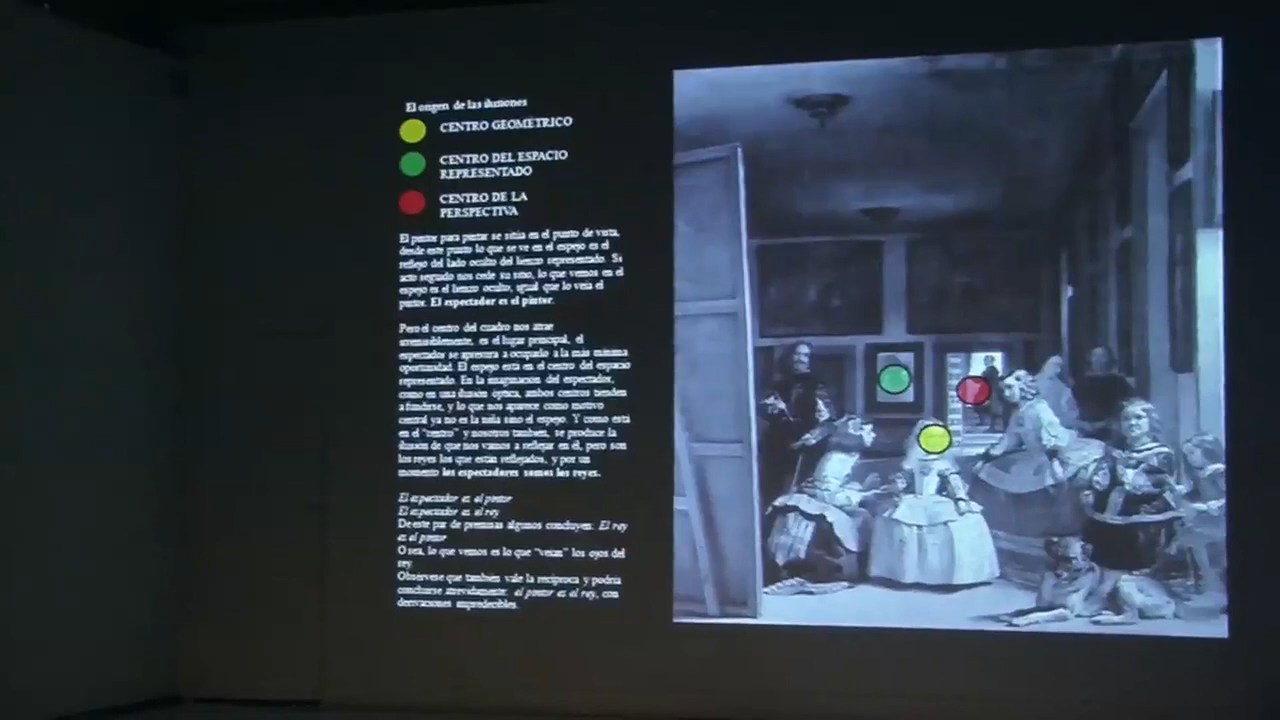 El origen de las ilusiones
CENTRO GEOMETRICO
CENTRO DEL ESPACIO
REPRESENTADO
CENTRO DE LA
PERSPECTIVA
El pintor para pintar se sitúa en el punto de vista,
desde este punto lo que se ve en el espejo es el
reflejo del lado oculto del lienzo representado. Si
acto seguido nos cede su sitio, lo que vemos en el
espejo es el lienzo oculto, igual que lo veía el
pintor. El espectador es el pintor.
Pero el centro del cuadro nos atrae
irremisiblemente, es el lugar principal, el
espectador se apresura a ocuparlo a la más mínima
oportunidad. El espejo está en el centro del espacio
representado. En la imaginación del espectador,
como en una ilusión óptica, ambos centros tienden
a fundirse, y lo que nos aparece como motivo
central ya no es la niña sino el espejo. Y como está
en el "centro" y nosotros también, se produce la
ilusión de que nos vamos a reflejar en él, pero son
los reyes los que están reflejados, y por un
momento los espectadores somos los reyes.
El espectador es el pintor
El espectador es el rey
De este par de premisas algunos concluyen: El rey
es el pintor
O sea, lo que vemos es lo que "veían" los ojos del
rey.
Obsérvese que también vale la recíproca y podría
concluirse atrevidamente: el pintor es el rey, con
derivaciones impredecibles.